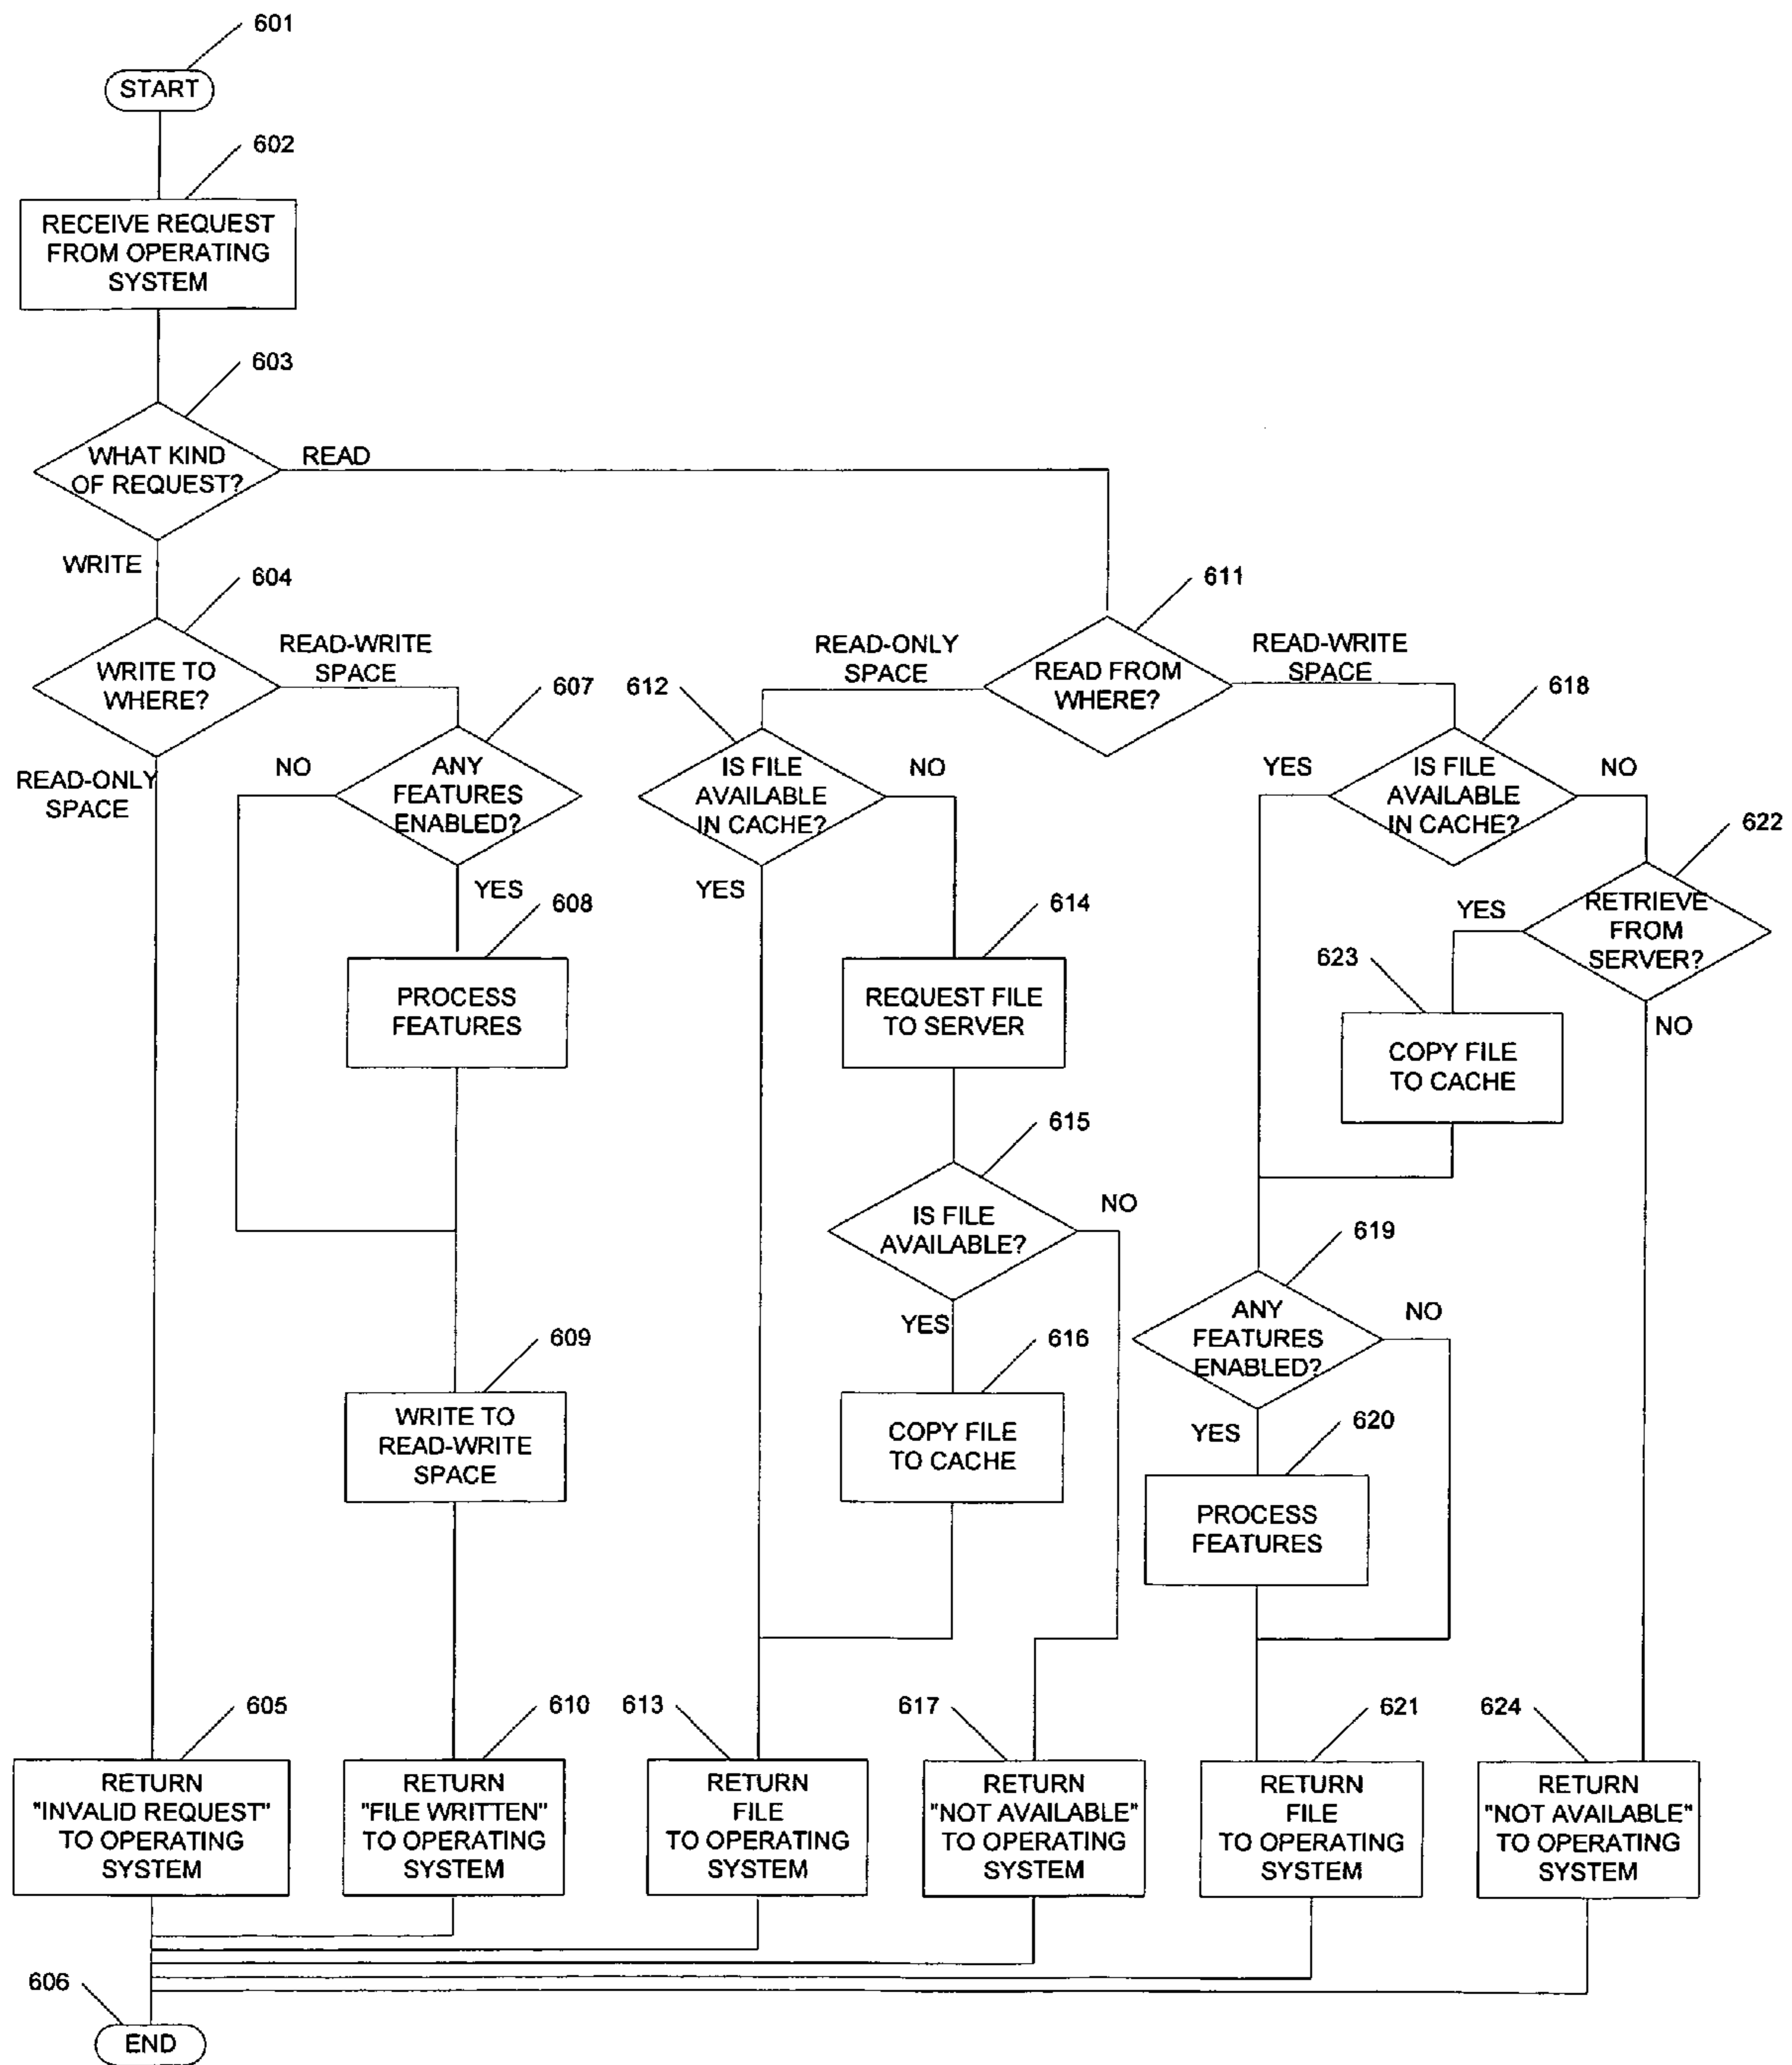 601
START
602
RECEIVE REQUEST
FROM OPERATING
SYSTEM
603
WHAT KIND
OF REQUEST?
READ
WRITE
604
WRITE TO
WHERE?
READ-WRITE
SPACE
READ-ONLY
SPACE
607
ANY
FEATURES
ENABLED?
NO
YES
608
PROCESS
FEATURES
609
WRITE TO
READ-WRITE
SPACE
611
READ FROM
WHERE?
READ-ONLY
SPACE
READ-WRITE
SPACE
612
IS FILE
AVAILABLE
IN CACHE?
NO
YES
614
REQUEST FILE
TO SERVER
615
IS FILE
AVAILABLE?
NO
YES
616
COPY FILE
TO CACHE
618
IS FILE
AVAILABLE
IN CACHE?
YES
NO
622
RETRIEVE
FROM
SERVER?
YES
NO
623
COPY FILE
TO CACHE
619
ANY
FEATURES
ENABLED?
NO
YES
620
PROCESS
FEATURES
605
RETURN
"INVALID REQUEST"
TO OPERATING
SYSTEM
610
RETURN
"FILE WRITTEN"
TO OPERATING
SYSTEM
613
RETURN
FILE
TO OPERATING
SYSTEM
617
RETURN
"NOT AVAILABLE"
TO OPERATING
SYSTEM
621
RETURN
FILE
TO OPERATING
SYSTEM
624
RETURN
"NOT AVAILABLE"
TO OPERATING
SYSTEM
606
END